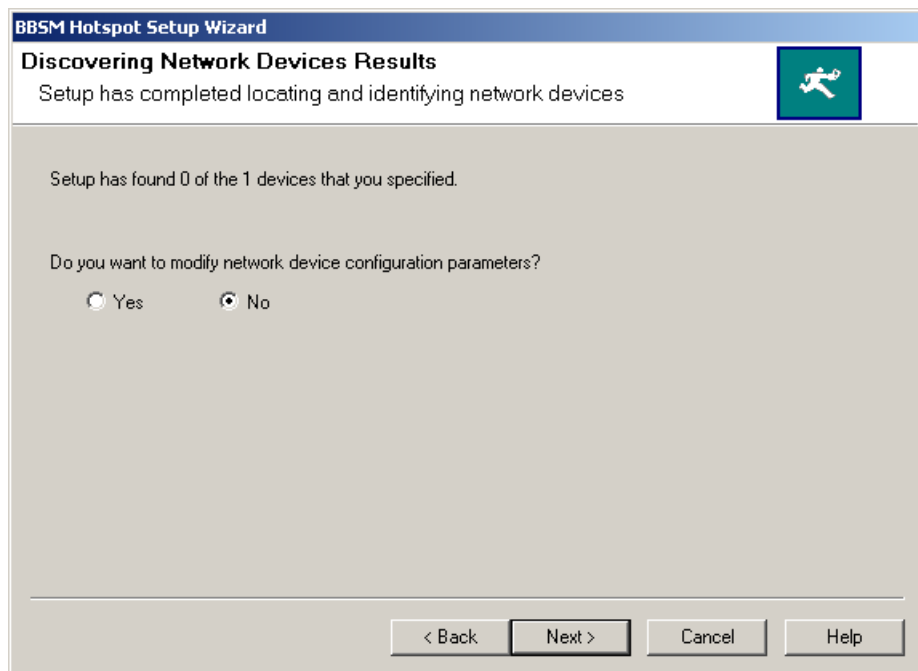 BBSM Hotspot Setup Wizard
Discovering Network Devices Results
Setup has completed locating and identifying network devices
Setup has found 0 of the 1 devices that you specified.
Do you want to modify network device configuration parameters?
Yes No
< Back Next > Cancel Help